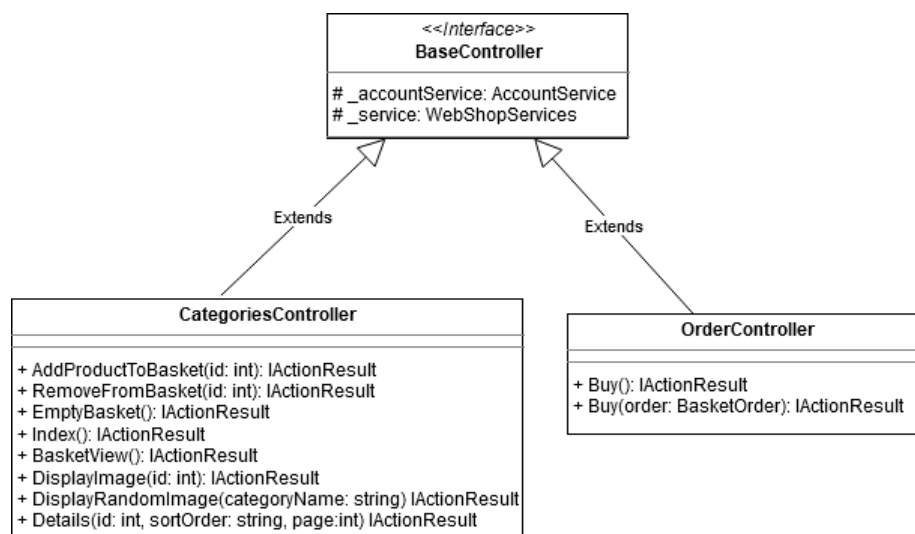 <<Interface>>
BaseController
# _accountService: AccountService
# _service: WebShopServices
Extends
Extends
CategoriesController
+ AddProductToBasket(id: int): IActionResult
+ RemoveFromBasket(id: int): IActionResult
+ EmptyBasket(): IActionResult
+ Index(): IActionResult
+ BasketView(): IActionResult
+ DisplayImage(id: int): IActionResult
+ DisplayRandomImage(categoryName: string) IActionResult
+ Details(id: int, sortOrder: string, page:int) IActionResult
OrderController
+ Buy(): IActionResult
+ Buy(order: BasketOrder): IActionResult